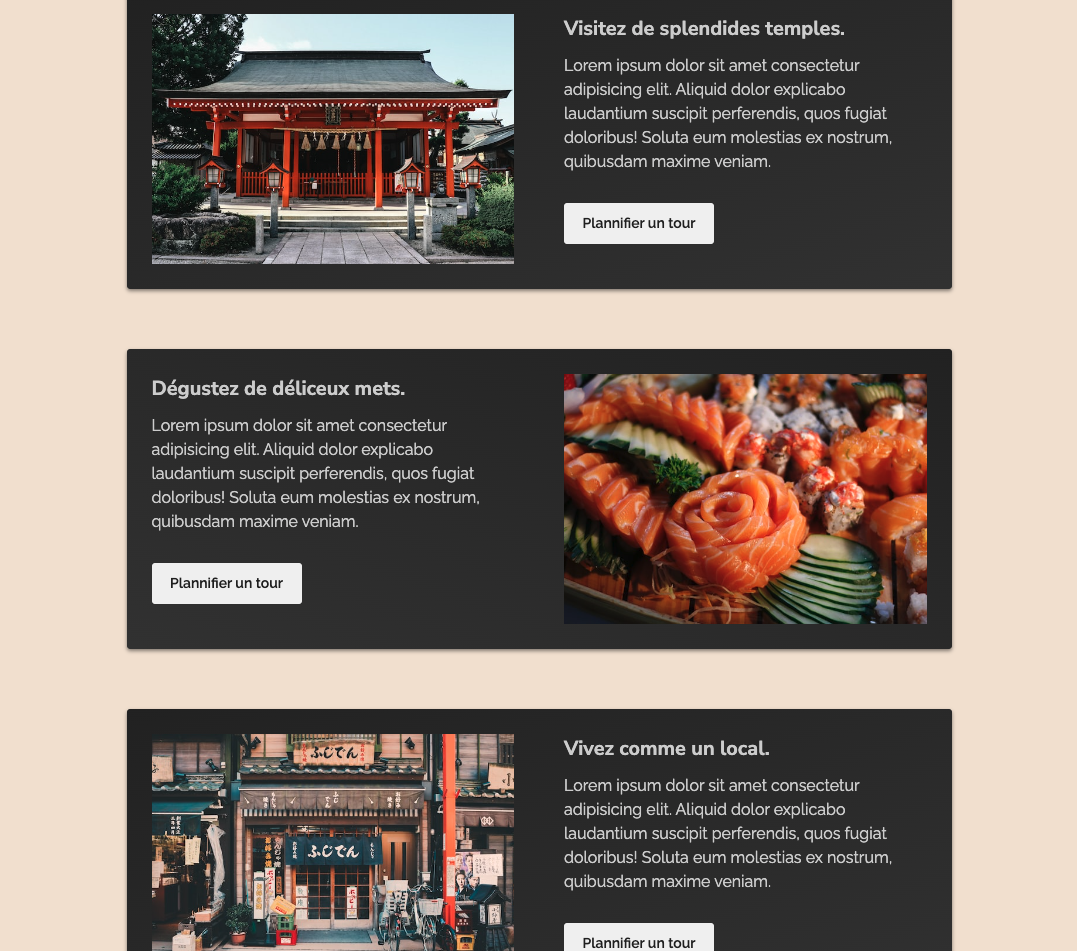 Visitez de splendides temples.
Lorem ipsum dolor sit amet consectetur
adipisicing elit. Aliquid dolor explicabo
laudantium suscipit perferendis, quos fugiat
doloribus! Soluta eum molestias ex nostrum,
quibusdam maxime veniam.
Plannifier un tour
Dégustez de déliceux mets.
Lorem ipsum dolor sit amet consectetur
adipisicing elit. Aliquid dolor explicabo
laudantium suscipit perferendis, quos fugiat
doloribus! Soluta eum molestias ex nostrum,
quibusdam maxime veniam.
Plannifier un tour
ふじでん
ふじでん
Vivez comme un local.
Lorem ipsum dolor sit amet consectetur
adipisicing elit. Aliquid dolor explicabo
laudantium suscipit perferendis, quos fugiat
doloribus! Soluta eum molestias ex nostrum,
quibusdam maxime veniam.
Plannifier un tour